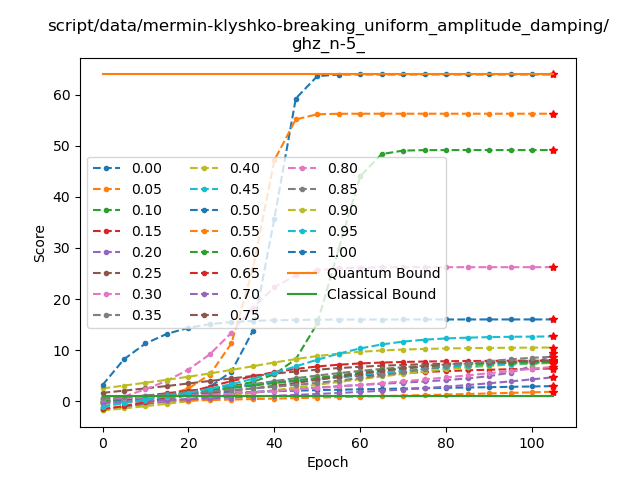 script/data/mermin-klyshko-breaking_uniform_amplitude_damping/
ghz_n-5_
Score
60
50
40
30
20
10
0
0.00 0.40 0.80
0.05 0.45 0.85
0.10 0.50 0.90
0.15 0.55 0.95
0.20 0.60 1.00
0.25 0.65 Quantum Bound
0.30 0.70 Classical Bound
0.35 0.75
0 20 40 60 80 100
Epoch